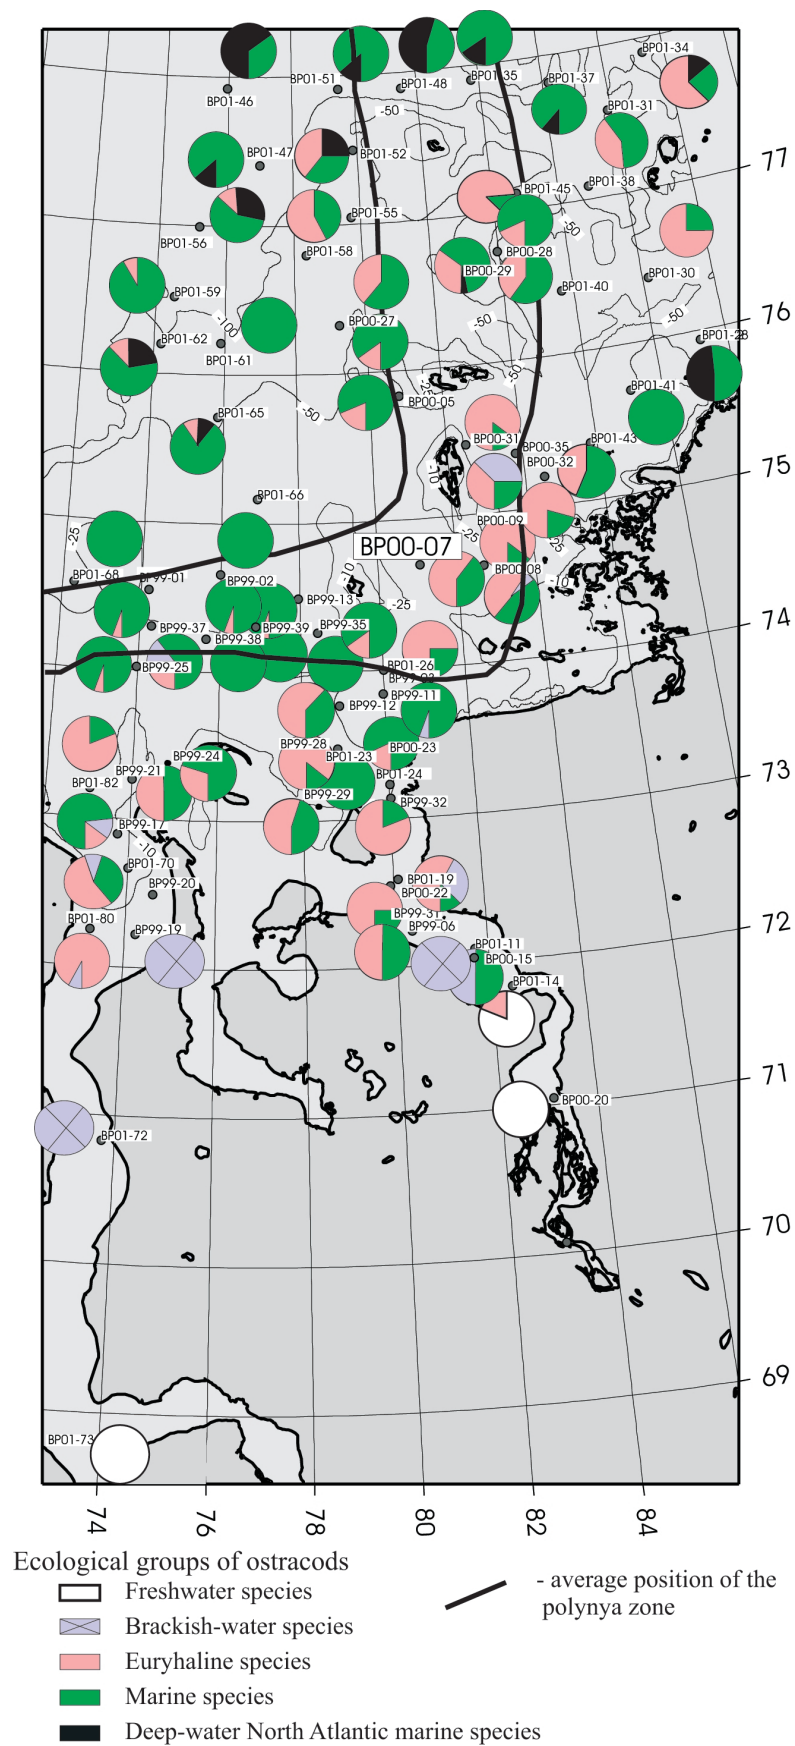 BP01-34
BP01-51
BP01-35
BP01-37
BP01-48
BP01-46
-50
BP01-31
77
BP01-47
BP01-52
BP01-38
BP01-45
BP01-55
-50
BP01-56
BP01-58
BP00-28
BP00-29
BP01-30
BP01-40
BP01-59
76
-100
BP00-27
-50
-50
BP01-62
BP01-28
BP01-61
-50
-25
BP01-41
BP00-05
BP01-65
-50
BP00-31
BP01-43
BP00-35
BP00-32
75
-10
BP01-66
BP00-09
-25
-25
-25
BP00-07
BP00-08
-10
BP01-68
BP99-01
BP99-02
-10
BP99-13
-25
74
BP99-37
BP99-39
BP99-35
BP99-38
BP99-25
BP01-26
BP99-11
BP99-12
BP99-28
BP00-23
BP99-24
BP01-23
73
BP99-21
BP01-24
BP01-82
BP99-29
BP99-32
BP99-17
-10
BP01-70
BP01-19
BP99-20
BP00-22
BP99-31
72
BP01-80
BP99-06
BP99-19
BP01-11
BP00-15
BP01-14
71
BP00-20
BP01-72
70
69
BP01-73
74 76 78 80 82 84
Ecological groups of ostracods
Freshwater species
Brackish-water species
Euryhaline species
Marine species
Deep-water North Atlantic marine species
- average position of the
polynya zone